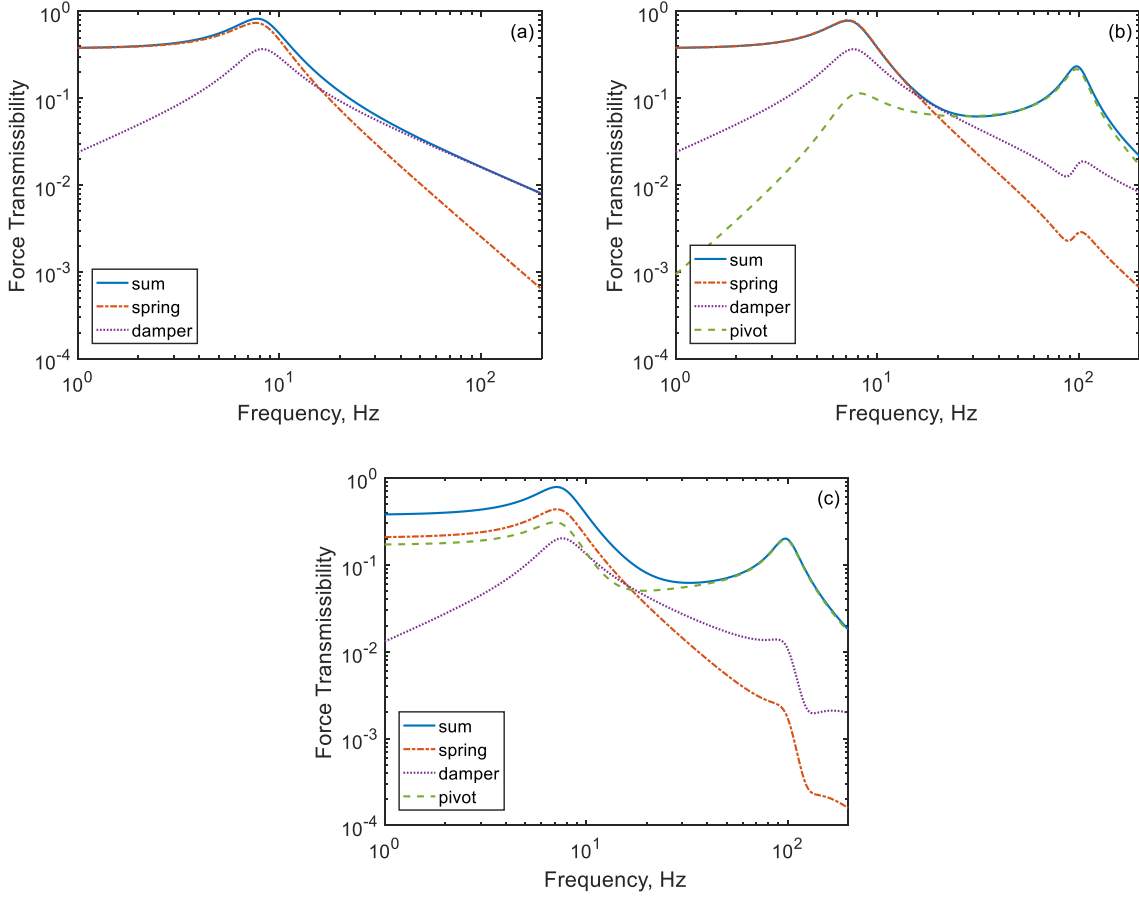 (a)
Force Transmissibility
10^0
10^-1
10^-2
10^-3
10^-4
sum
spring
damper
10^0
10^1
10^2
Frequency, Hz
(b)
Force Transmissibility
10^0
10^-1
10^-2
10^-3
10^-4
sum
spring
damper
pivot
10^0
10^1
10^2
Frequency, Hz
(c)
Force Transmissibility
10^0
10^-1
10^-2
10^-3
10^-4
sum
spring
damper
pivot
10^0
10^1
10^2
Frequency, Hz